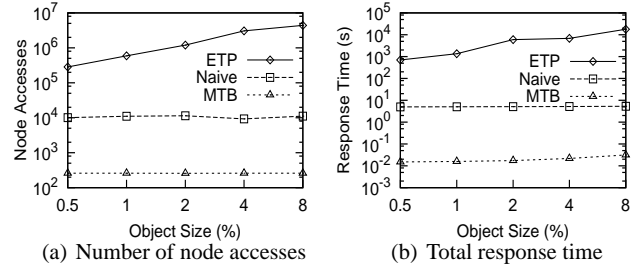 10^7
10^6
10^5
10^4
10^3
10^2
Node Accesses
ETP
Naive
MTB
0.5 1 2 4 8
Object Size (%)
(a) Number of node accesses
10^5
10^4
10^3
10^2
10^1
10^0
10^-1
10^-2
10^-3
Response Time (s)
ETP
Naive
MTB
0.5 1 2 4 8
Object Size (%)
(b) Total response time